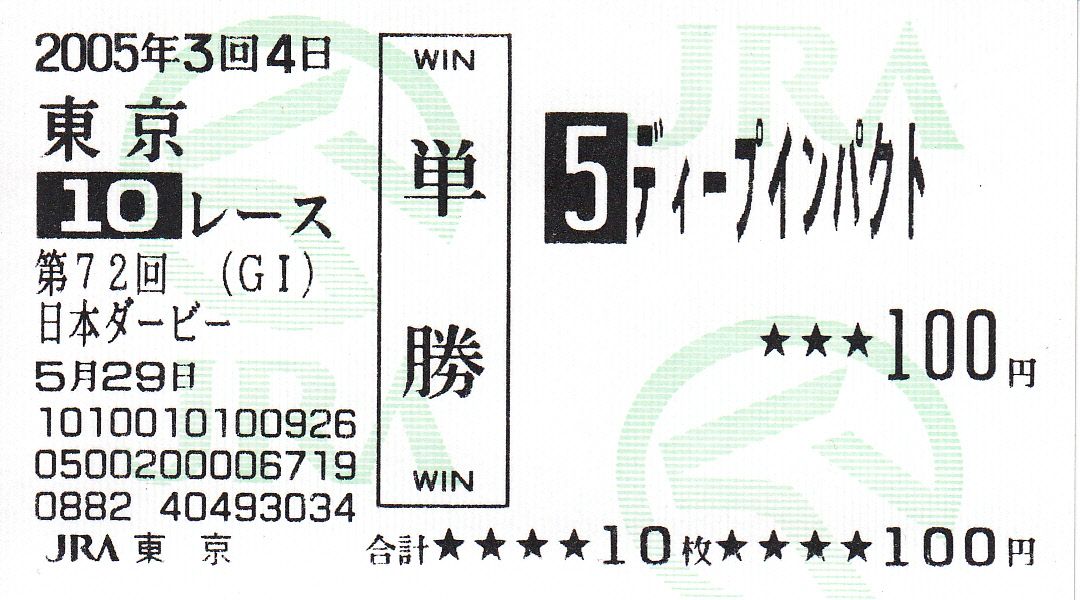 2005年3回4日
東京
10レース
第72回 (GⅠ)
日本ダービー
5月29日
1010010100926
0500200006719
0882 40493034
JRA 東京
WIN
単勝
WIN
5 ディープインパクト
★★★100円
合計★★★★10枚★★★★100円
JRA
JRA